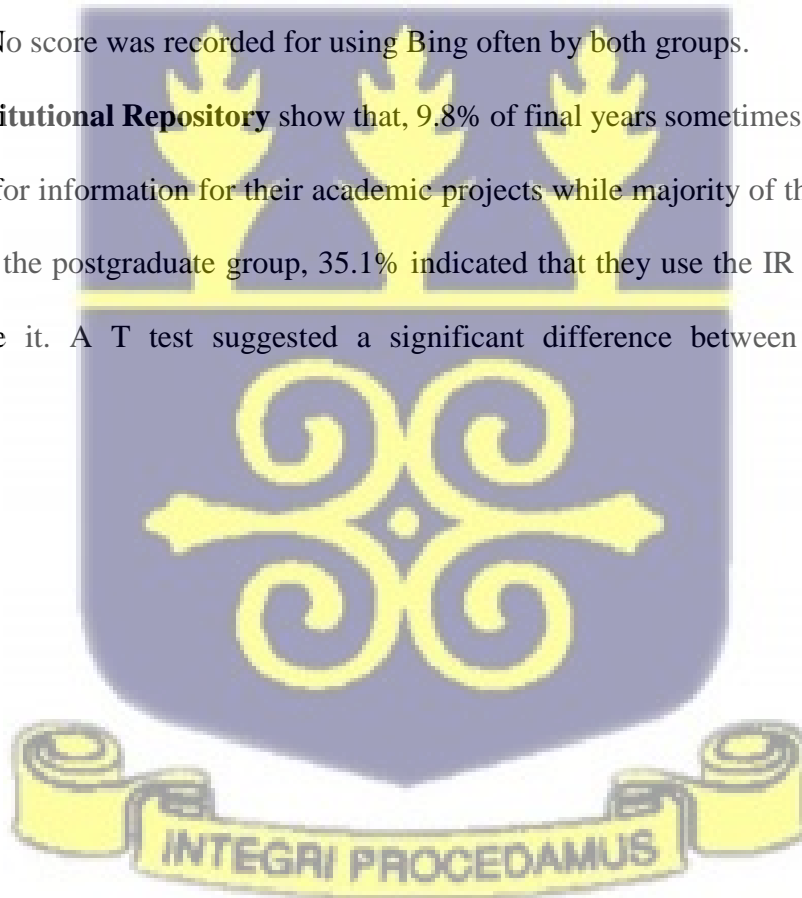 No score was recorded for using Bing often by both groups.
itutional Repository show that, 9.8% of final years sometimes
for information for their academic projects while majority of th
the postgraduate group, 35.1% indicated that they use the IR
e it. A T test suggested a significant difference between
INTEGRI PROCEDAMUS